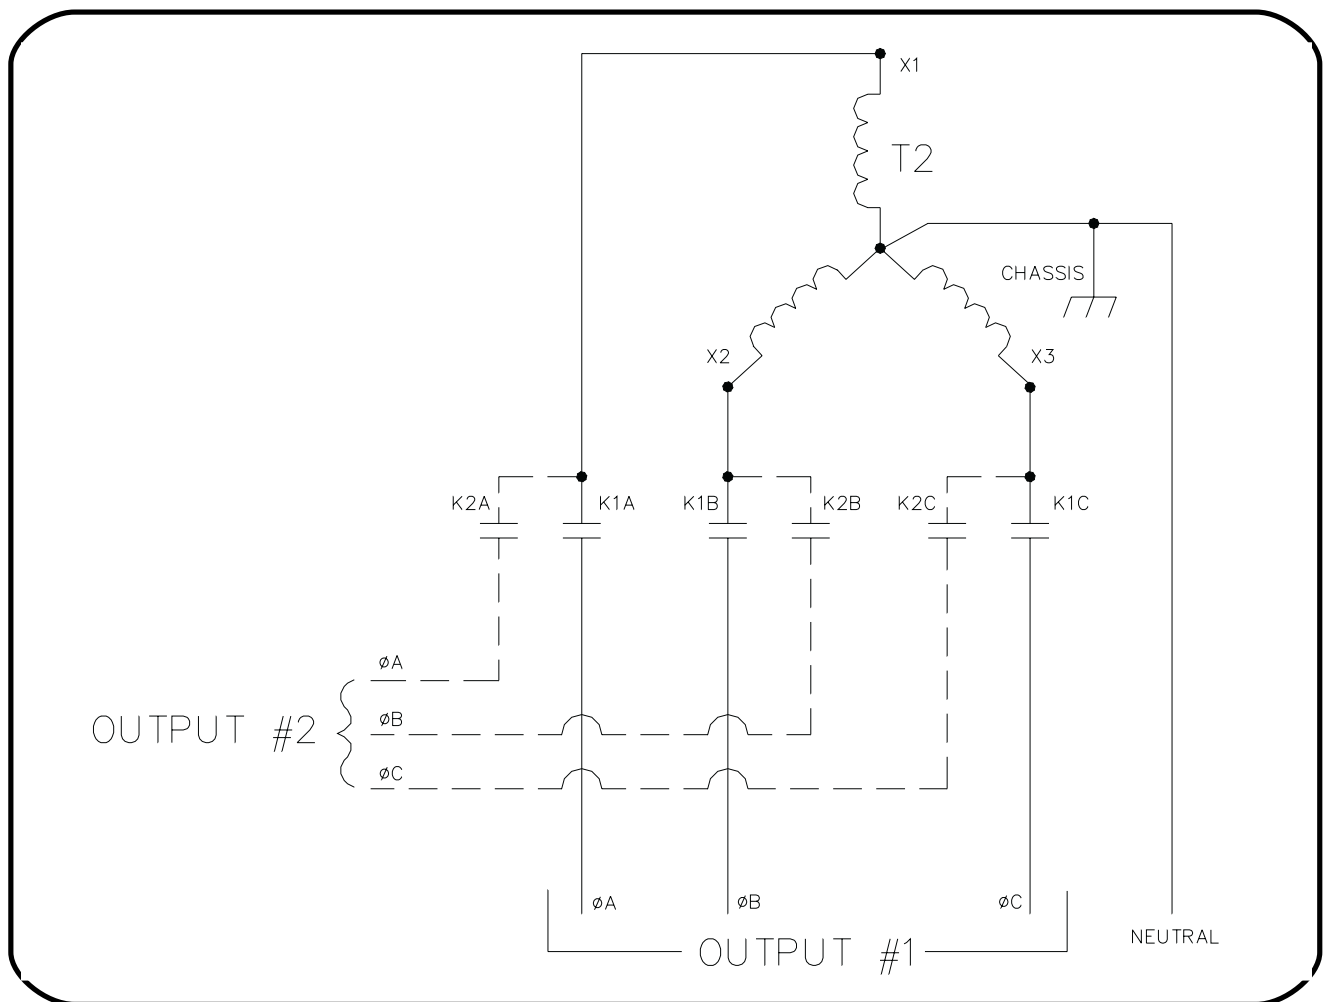 X1
T2
CHASSIS
X2
X3
K2A
K1A
K1B
K2B
K2C
K1C
øA
OUTPUT #2
øB
øC
øA
øB
øC
OUTPUT #1
NEUTRAL